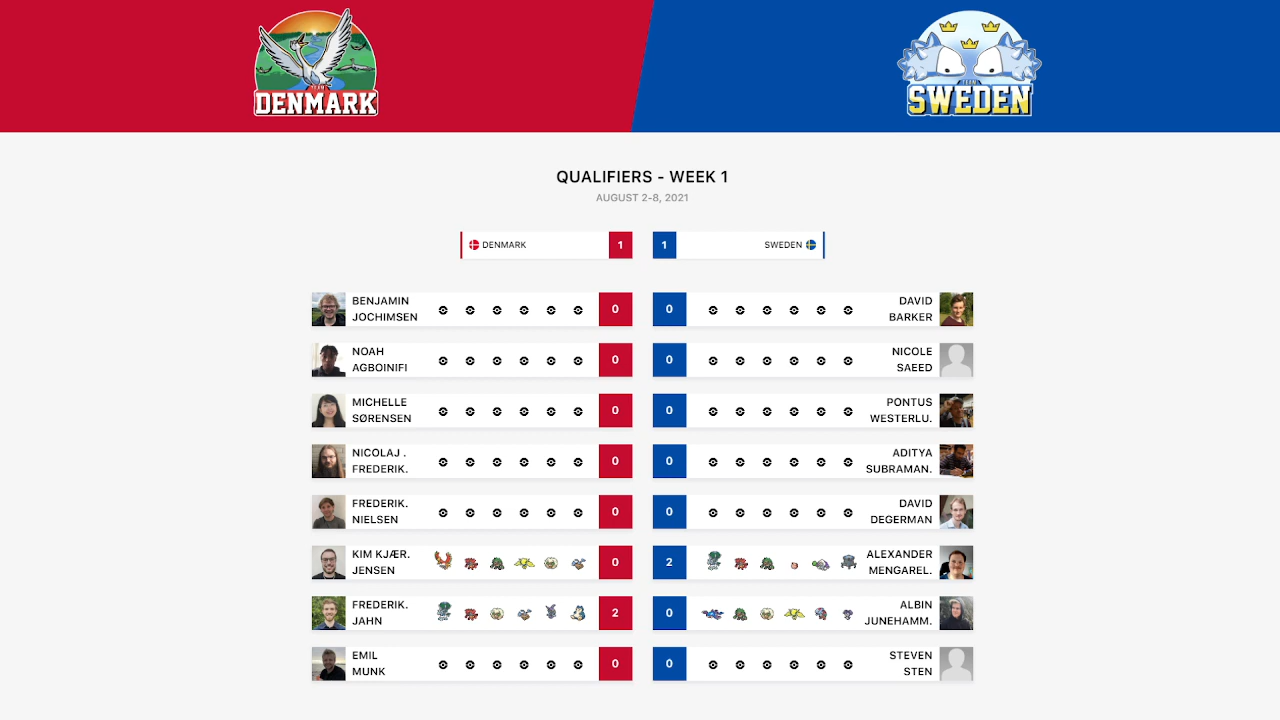 TEAM
DENMARK
TEAM
SWEDEN
QUALIFIERS - WEEK 1
AUGUST 2-8, 2021
DENMARK 1 1 SWEDEN
BENJAMIN JOCHIMSEN 0 0 DAVID BARKER
NOAH AGBOINIFI 0 0 NICOLE SAEED
MICHELLE SØRENSEN 0 0 PONTUS WESTERLU.
NICOLAJ . FREDERIK. 0 0 ADITYA SUBRAMAN.
FREDERIK. NIELSEN 0 0 DAVID DEGERMAN
KIM KJÆR. JENSEN 0 2 ALEXANDER MENGAREL.
FREDERIK. JAHN 2 0 ALBIN JUNEHAMM.
EMIL MUNK 0 0 STEVEN STEN